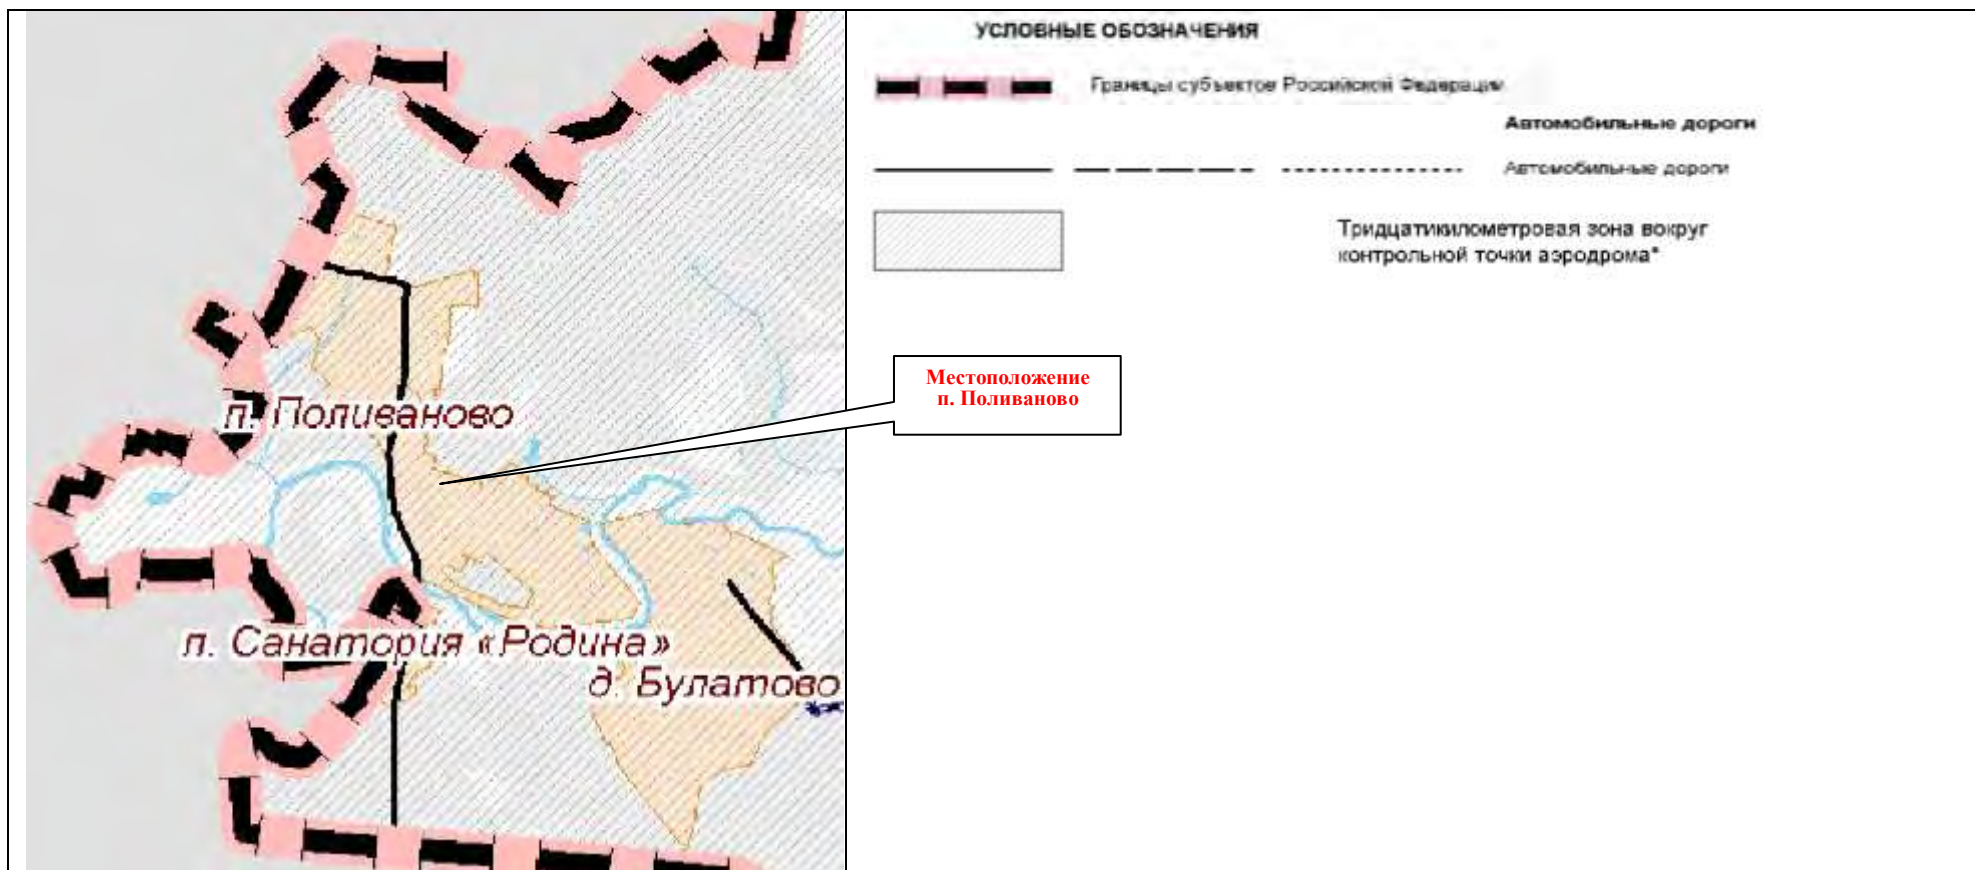 п. Поливаново
п. Санатория «Родина»
д. Булатово
УСЛОВНЫЕ ОБОЗНАЧЕНИЯ
Границы субъектов Российской Федерации
Автомобильные дороги
Автомобильные дороги
Тридцатикилометровая зона вокруг
контрольной точки аэродрома*
Местоположение
п. Поливаново